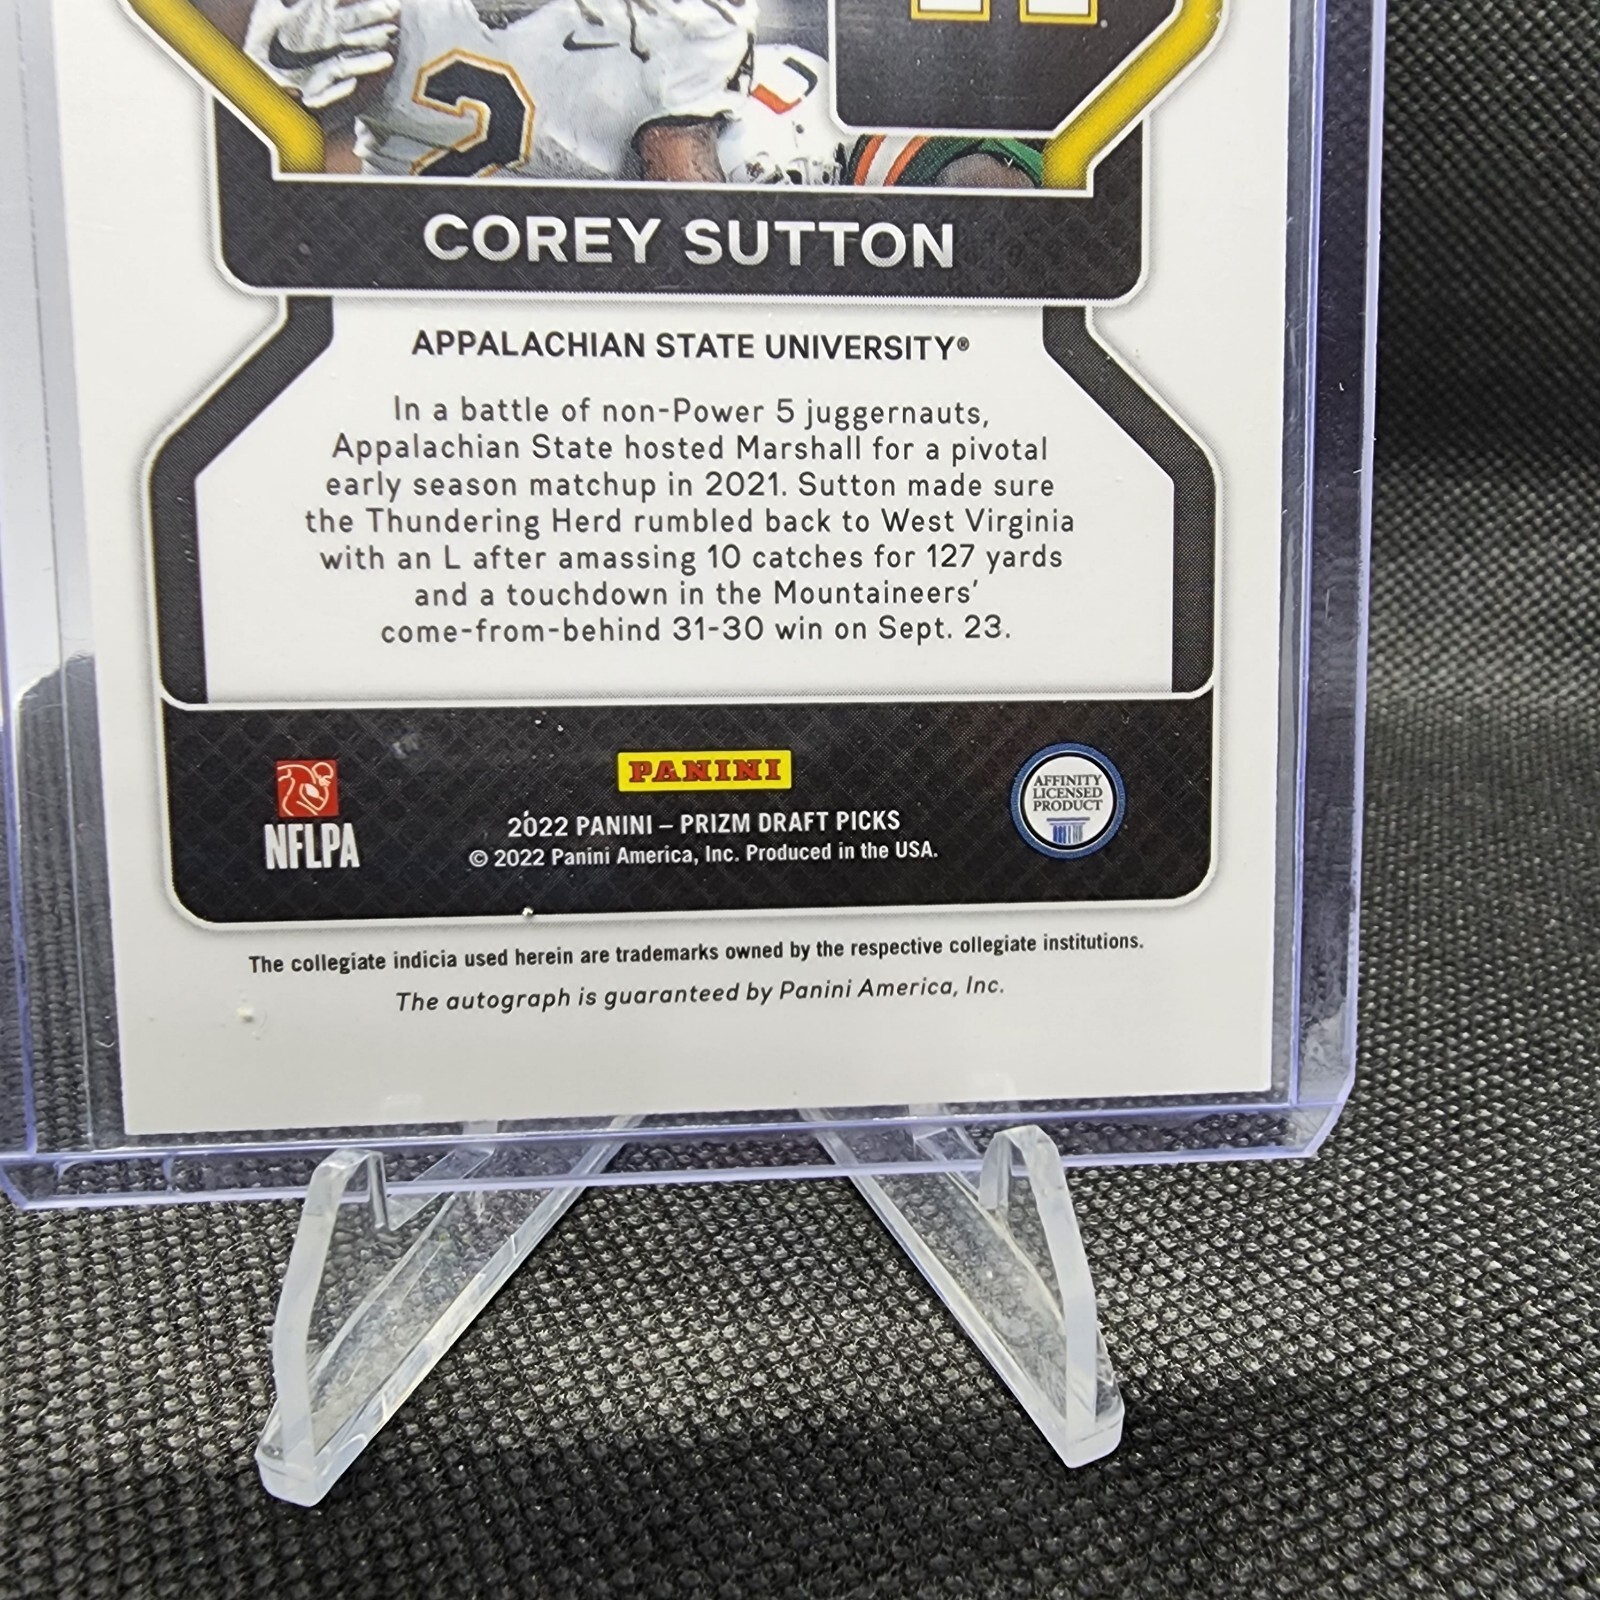 2
COREY SUTTON
APPALACHIAN STATE UNIVERSITY®
In a battle of non-Power 5 juggernauts,
Appalachian State hosted Marshall for a pivotal
early season matchup in 2021. Sutton made sure
the Thundering Herd rumbled back to West Virginia
with an L after amassing 10 catches for 127 yards
and a touchdown in the Mountaineers'
come-from-behind 31-30 win on Sept. 23.
NFLPA
PANINI
2022 PANINI – PRIZM DRAFT PICKS
© 2022 Panini America, Inc. Produced in the USA.
AFFINITY
LICENSED
PRODUCT
The collegiate indicia used herein are trademarks owned by the respective collegiate institutions.
The autograph is guaranteed by Panini America, Inc.